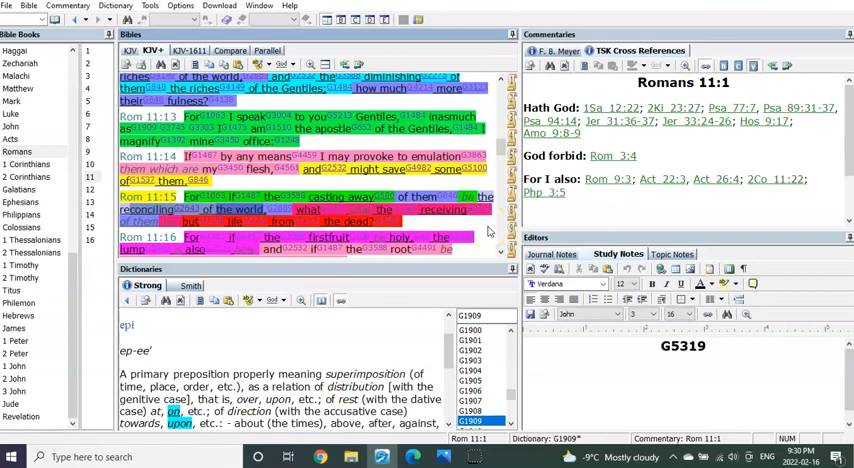 File Bible Commentary Dictionary Tools Options Download Window Help
Bible Books
Haggai
Zechariah
Malachi
Matthew
Mark
Luke
John
Acts
Romans
1 Corinthians
2 Corinthians
Galatians
Ephesians
Philippians
Colossians
1 Thessalonians
2 Thessalonians
1 Timothy
2 Timothy
Titus
Philemon
Hebrews
James
1 Peter
2 Peter
1 John
2 John
3 John
Jude
Revelation
1
2
3
4
5
6
7
8
9
10
11
12
13
14
15
16
Bibles
KJV KJV+ KJV-1611 Compare Parallel
riches of the world, and the diminishing of
them the riches of the Gentiles; how much more
their fulness?
Rom 11:13 For I speak to you Gentiles, inasmuch
as I am the apostle of the Gentiles, I
magnify mine office:
Rom 11:14 If by any means I may provoke to emulation
them which are my flesh, and might save some
of them.
Rom 11:15 For if the casting away of them be the
reconciling of the world, what the receiving
of them but life from the dead?
Rom 11:16 For if the firstfruit holy, the
lump is also and if the root be
Dictionaries
Strong Smith
epi
ep-ee'
A primary preposition properly meaning superimposition (of
time, place, order, etc.), as a relation of distribution [with the
genitive case], that is, over, upon, etc.; of rest (with the dative
case) at, on, etc.; of direction (with the accusative case)
towards, upon, etc.: - about (the times), above, after, against,
G1909
G1900
G1901
G1902
G1903
G1904
G1905
G1906
G1907
G1908
G1909
Commentaries
F. B. Meyer TSK Cross References
Romans 11:1
Hath God: 1Sa 12:22; 2Ki 23:27; Psa 77:7, Psa 89:31-37,
Psa 94:14; Jer 31:36-37, Jer 33:24-26; Hos 9:17;
Amo 9:8-9
God forbid: Rom 3:4
For I also: Rom 9:3; Act 22:3, Act 26:4; 2Co 11:22;
Php 3:5
Editors
Journal Notes Study Notes Topic Notes
Verdana 12 B I U A
John 3 16
G5319
Rom 11:1 Dictionary: G1909* Commentary: Rom 11:1 NUM
Type here to search
-9°C Mostly cloudy ENG 9:30 PM
2022-02-16